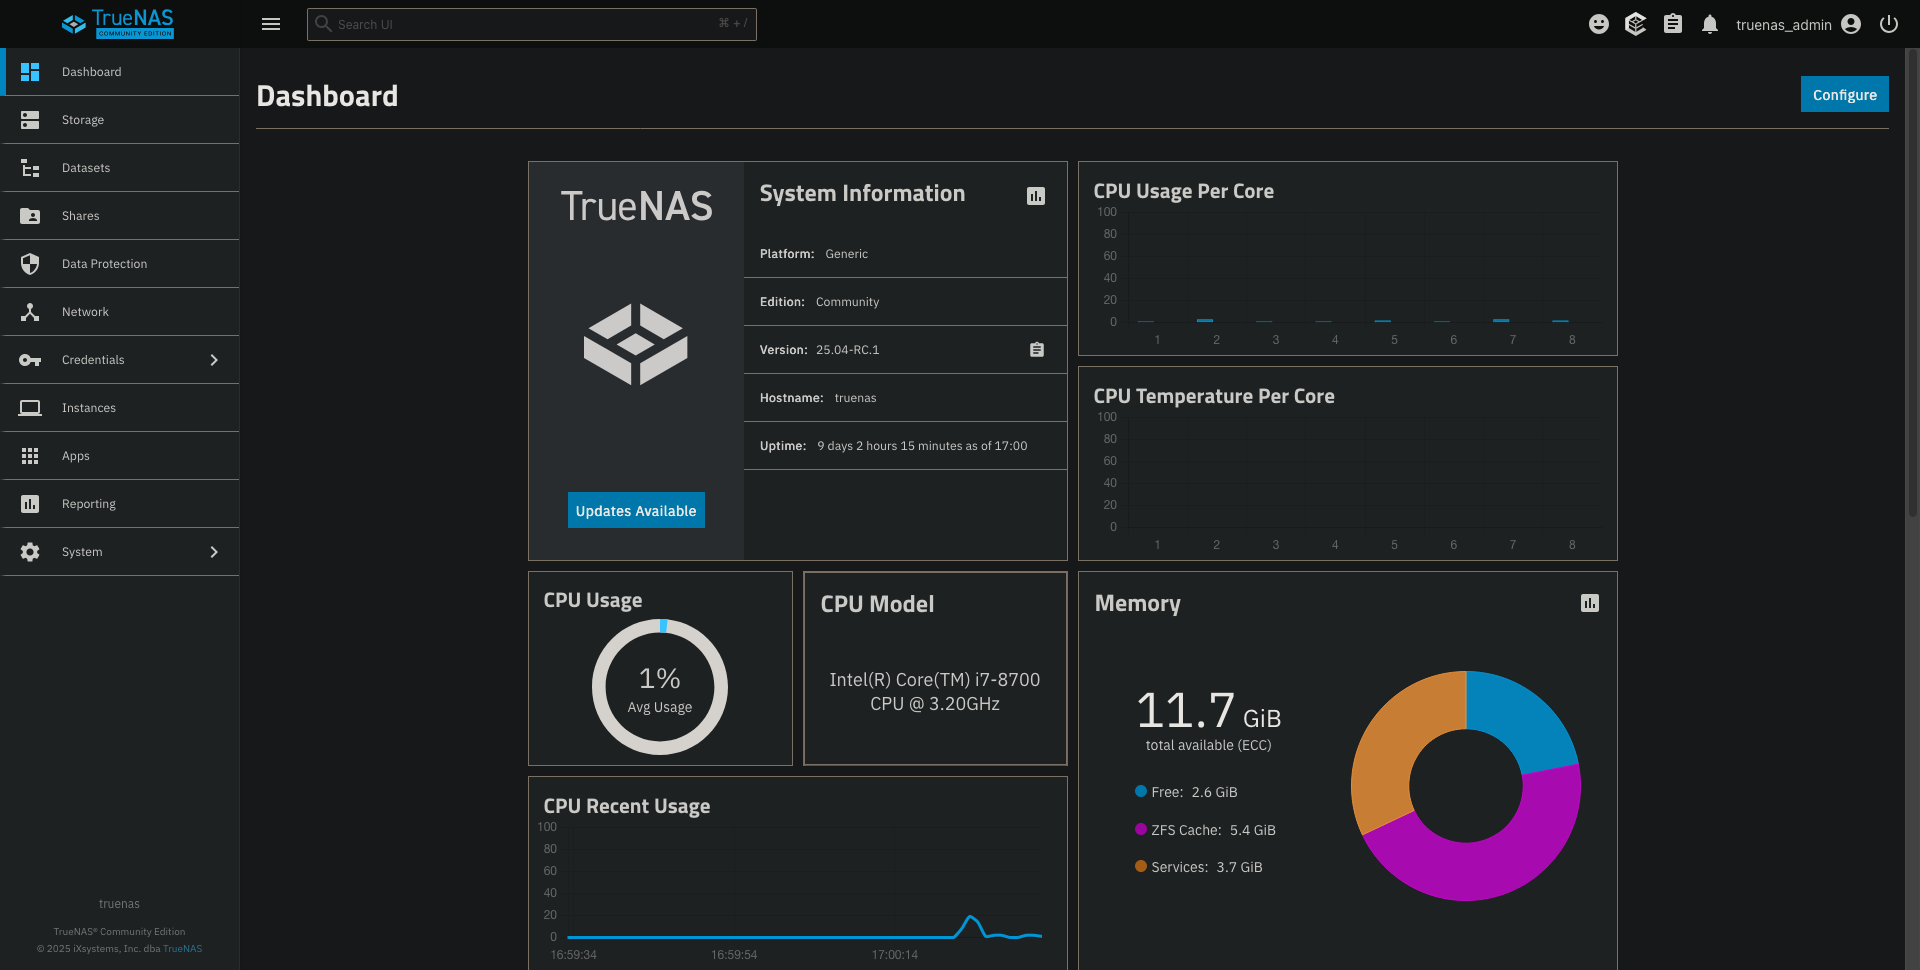 TrueNAS
COMMUNITY EDITION
Search UI
⌘ + /
truenas_admin
Dashboard
Storage
Datasets
Shares
Data Protection
Network
Credentials
Instances
Apps
Reporting
System
truenas
TrueNAS® Community Edition
© 2025 iXsystems, Inc. dba TrueNAS
Dashboard
Configure
TrueNAS
Updates Available
System Information
Platform: Generic
Edition: Community
Version: 25.04-RC.1
Hostname: truenas
Uptime: 9 days 2 hours 15 minutes as of 17:00
CPU Usage Per Core
100
80
60
40
20
0
1 2 3 4 5 6 7 8
CPU Temperature Per Core
100
80
60
40
20
0
1 2 3 4 5 6 7 8
CPU Usage
1%
Avg Usage
CPU Model
Intel(R) Core(TM) i7-8700
CPU @ 3.20GHz
Memory
11.7 GiB
total available (ECC)
Free: 2.6 GiB
ZFS Cache: 5.4 GiB
Services: 3.7 GiB
CPU Recent Usage
100
80
60
40
20
0
16:59:34 16:59:54 17:00:14